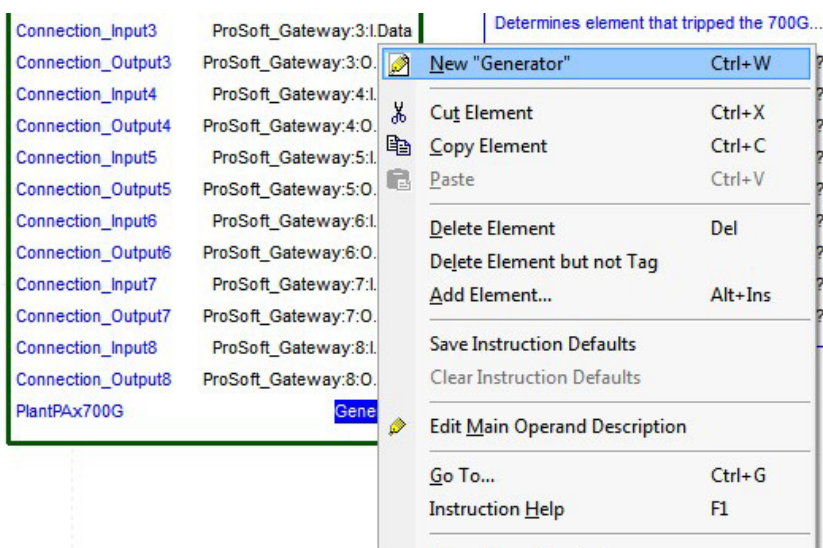 Connection_Input3 ProSoft_Gateway:3:I.Data
Connection_Output3 ProSoft_Gateway:3:O.
Connection_Input4 ProSoft_Gateway:4:I.
Connection_Output4 ProSoft_Gateway:4:O.
Connection_Input5 ProSoft_Gateway:5:I.
Connection_Output5 ProSoft_Gateway:5:O.
Connection_Input6 ProSoft_Gateway:6:I.
Connection_Output6 ProSoft_Gateway:6:O.
Connection_Input7 ProSoft_Gateway:7:I.
Connection_Output7 ProSoft_Gateway:7:O.
Connection_Input8 ProSoft_Gateway:8:I.
Connection_Output8 ProSoft_Gateway:8:O.
PlantPAx700G Gene
Determines element that tripped the 700G...
New "Generator" Ctrl+W
Cut Element Ctrl+X
Copy Element Ctrl+C
Paste Ctrl+V
Delete Element Del
Delete Element but not Tag
Add Element... Alt+Ins
Save Instruction Defaults
Clear Instruction Defaults
Edit Main Operand Description
Go To... Ctrl+G
Instruction Help F1